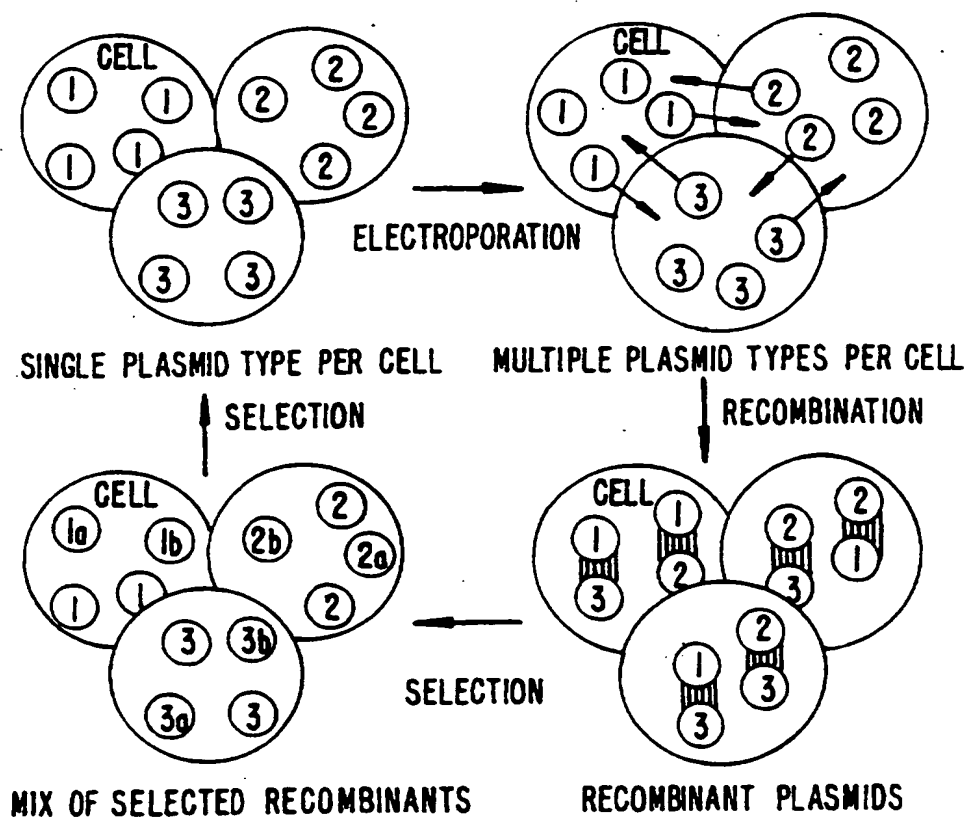 CELL
1 1 1 1
2 2 2 2
3 3 3 3
ELECTROPORATION
CELL
1 1 1 1
2 2 2 2
3 3 3 3
SINGLE PLASMID TYPE PER CELL
MULTIPLE PLASMID TYPES PER CELL
SELECTION
RECOMBINATION
CELL
1a 1b 1 1
2 2b 2a 2
3 3b 3a 3
SELECTION
CELL
1 1 3 2
2 2 3 1
2 1 3 3
MIX OF SELECTED RECOMBINANTS
RECOMBINANT PLASMIDS